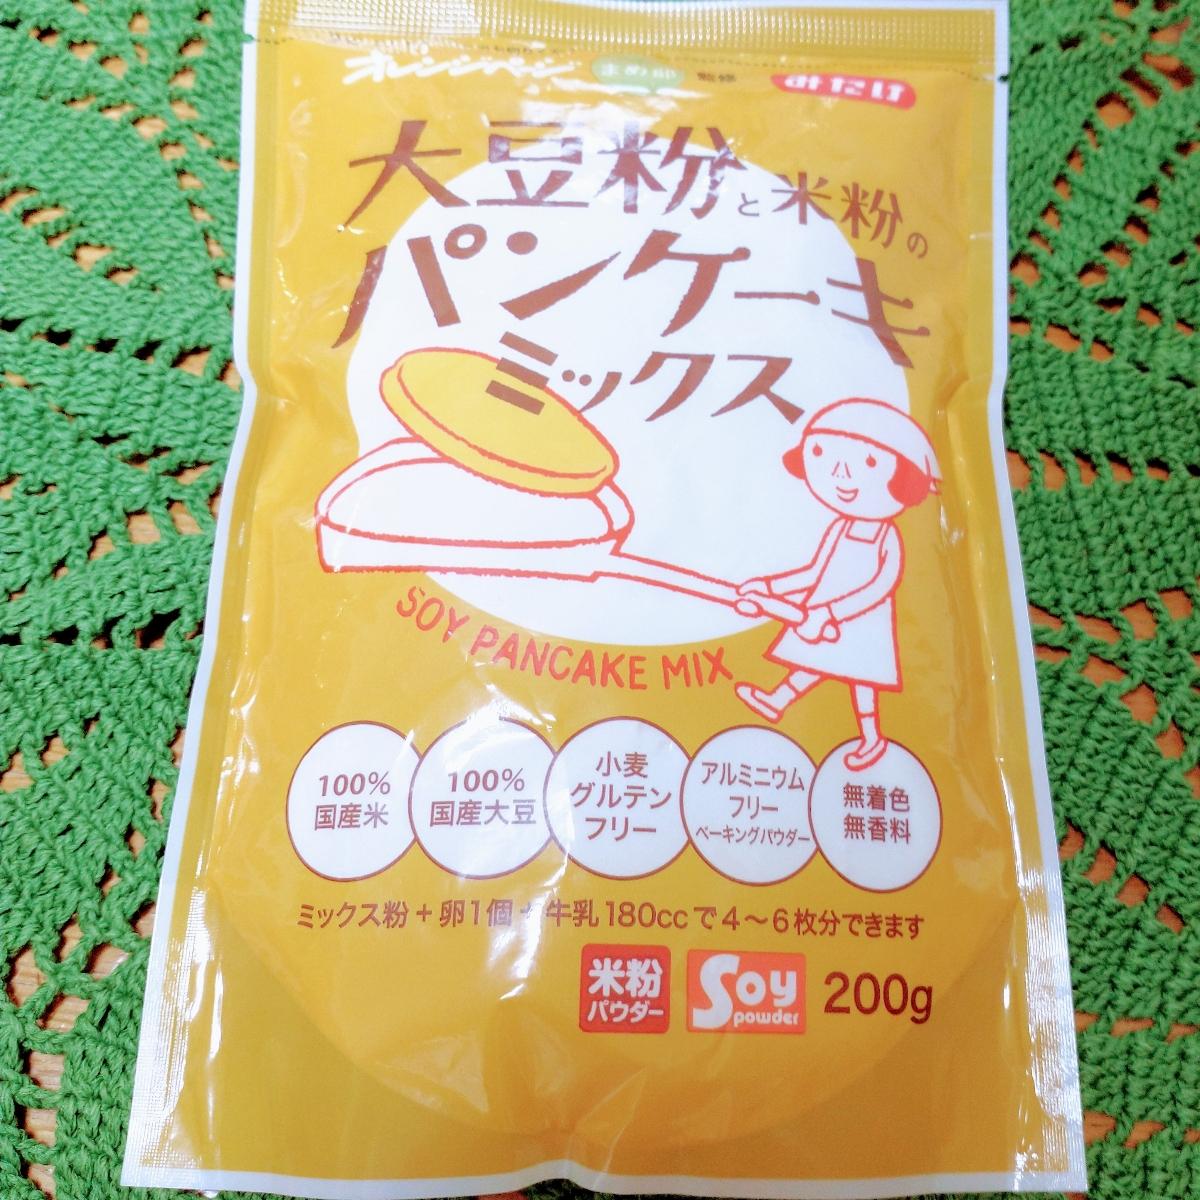 オレンジページ まめ部 監修 みたけ
大豆粉と米粉の
パンケーキ
ミックス
SOY PANCAKE MIX
100%
国産米
100%
国産大豆
小麦
グルテン
フリー
アルミニウム
フリー
ベーキングパウダー
無着色
無香料
ミックス粉+卵1個+牛乳180ccで4〜6枚分できます
米粉
パウダー
Soy
powder
200g